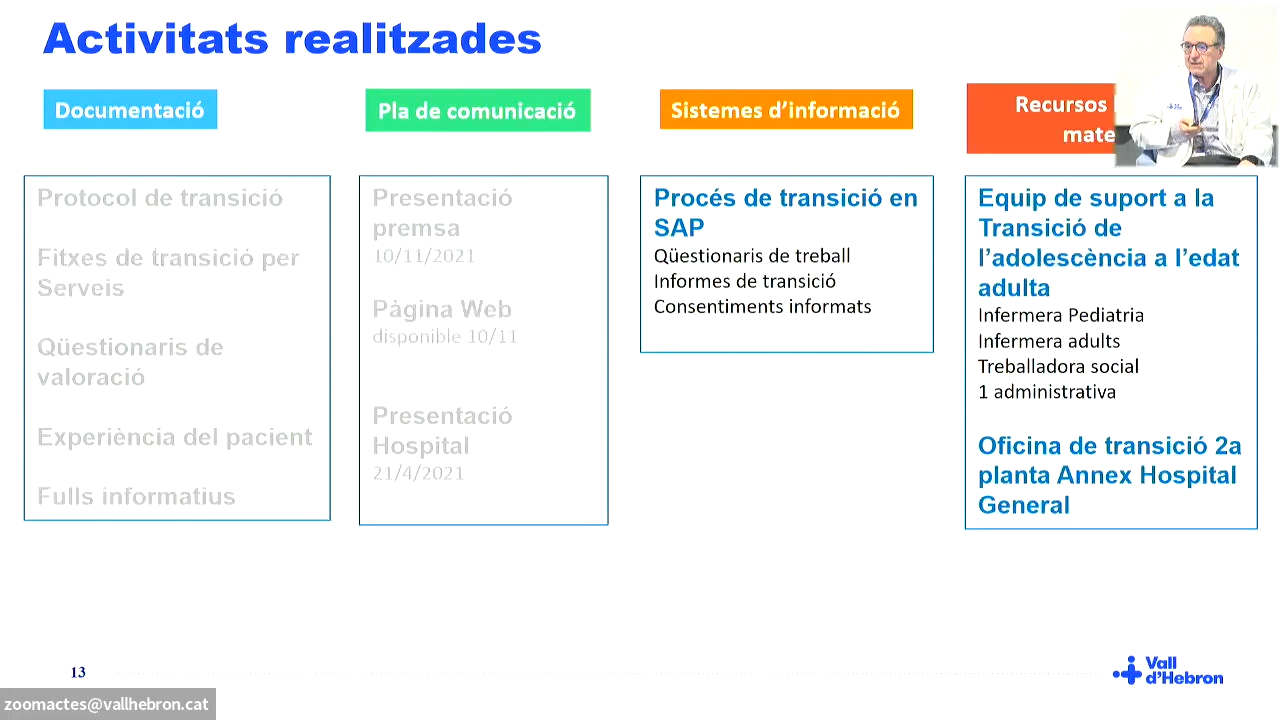 Activitats realitzades
Documentació
Protocol de transició
Fitxes de transició per
Serveis
Qüestionaris de
valoració
Experiència del pacient
Fulls informatius
Pla de comunicació
Presentació
premsa
10/11/2021
Pàgina Web
disponible 10/11
Presentació
Hospital
21/4/2021
Sistemes d’informació
Procés de transició en
SAP
Qüestionaris de treball
Informes de transició
Consentiments informats
Recursos
Equip de suport a la
Transició de
l’adolescència a l’edat
adulta
Infermera Pediatria
Infermera adults
Treballadora social
1 administrativa
Oficina de transició 2a
planta Annex Hospital
General
13
Vall
d’Hebron
zoomactes@vallhebron.cat